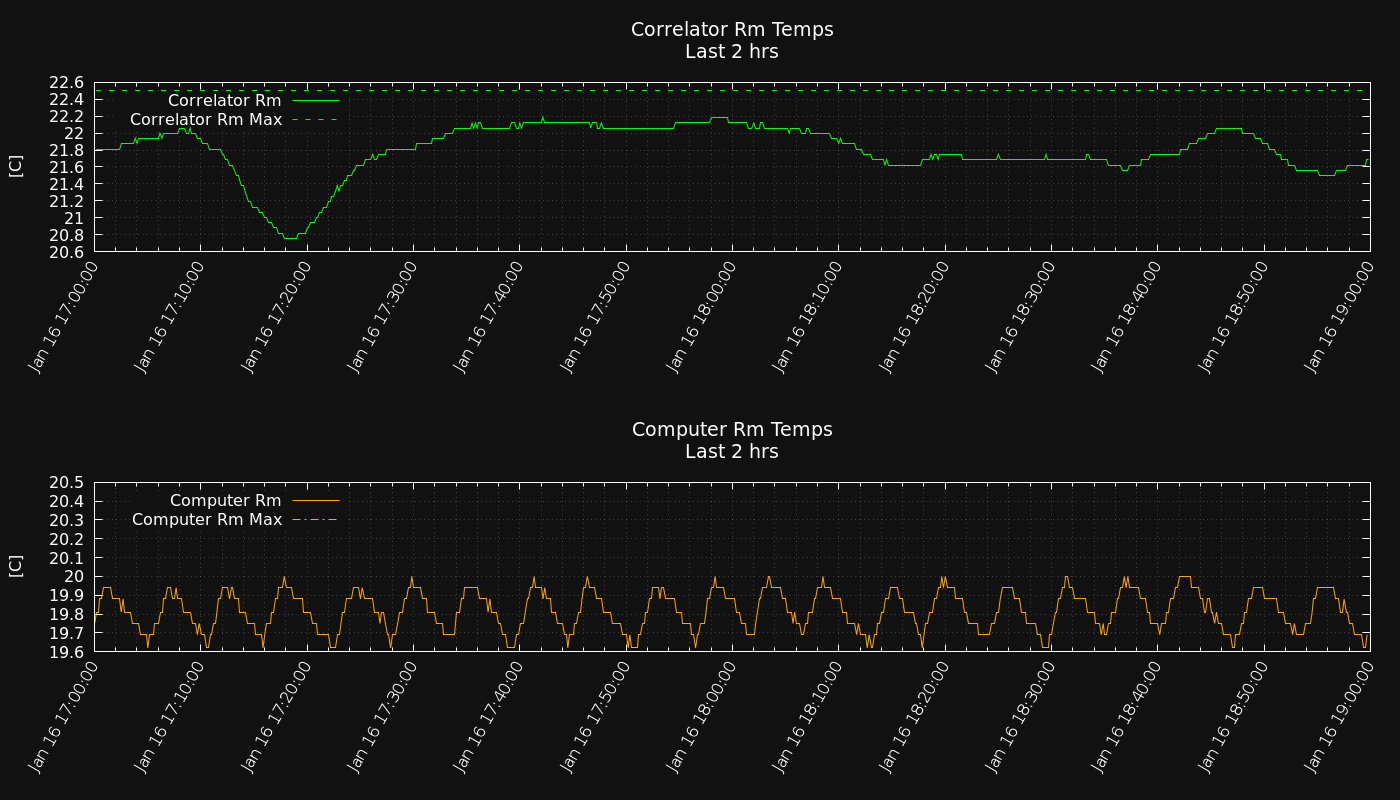 Correlator Rm Temps
Last 2 hrs
22.6
22.4
22.2
22
21.8
21.6
21.4
21.2
21
20.8
20.6
[C]
Correlator Rm
Correlator Rm Max
Jan 16 17:00:00
Jan 16 17:10:00
Jan 16 17:20:00
Jan 16 17:30:00
Jan 16 17:40:00
Jan 16 17:50:00
Jan 16 18:00:00
Jan 16 18:10:00
Jan 16 18:20:00
Jan 16 18:30:00
Jan 16 18:40:00
Jan 16 18:50:00
Jan 16 19:00:00
Computer Rm Temps
Last 2 hrs
20.5
20.4
20.3
20.2
20.1
20
19.9
19.8
19.7
19.6
[C]
Computer Rm
Computer Rm Max
Jan 16 17:00:00
Jan 16 17:10:00
Jan 16 17:20:00
Jan 16 17:30:00
Jan 16 17:40:00
Jan 16 17:50:00
Jan 16 18:00:00
Jan 16 18:10:00
Jan 16 18:20:00
Jan 16 18:30:00
Jan 16 18:40:00
Jan 16 18:50:00
Jan 16 19:00:00